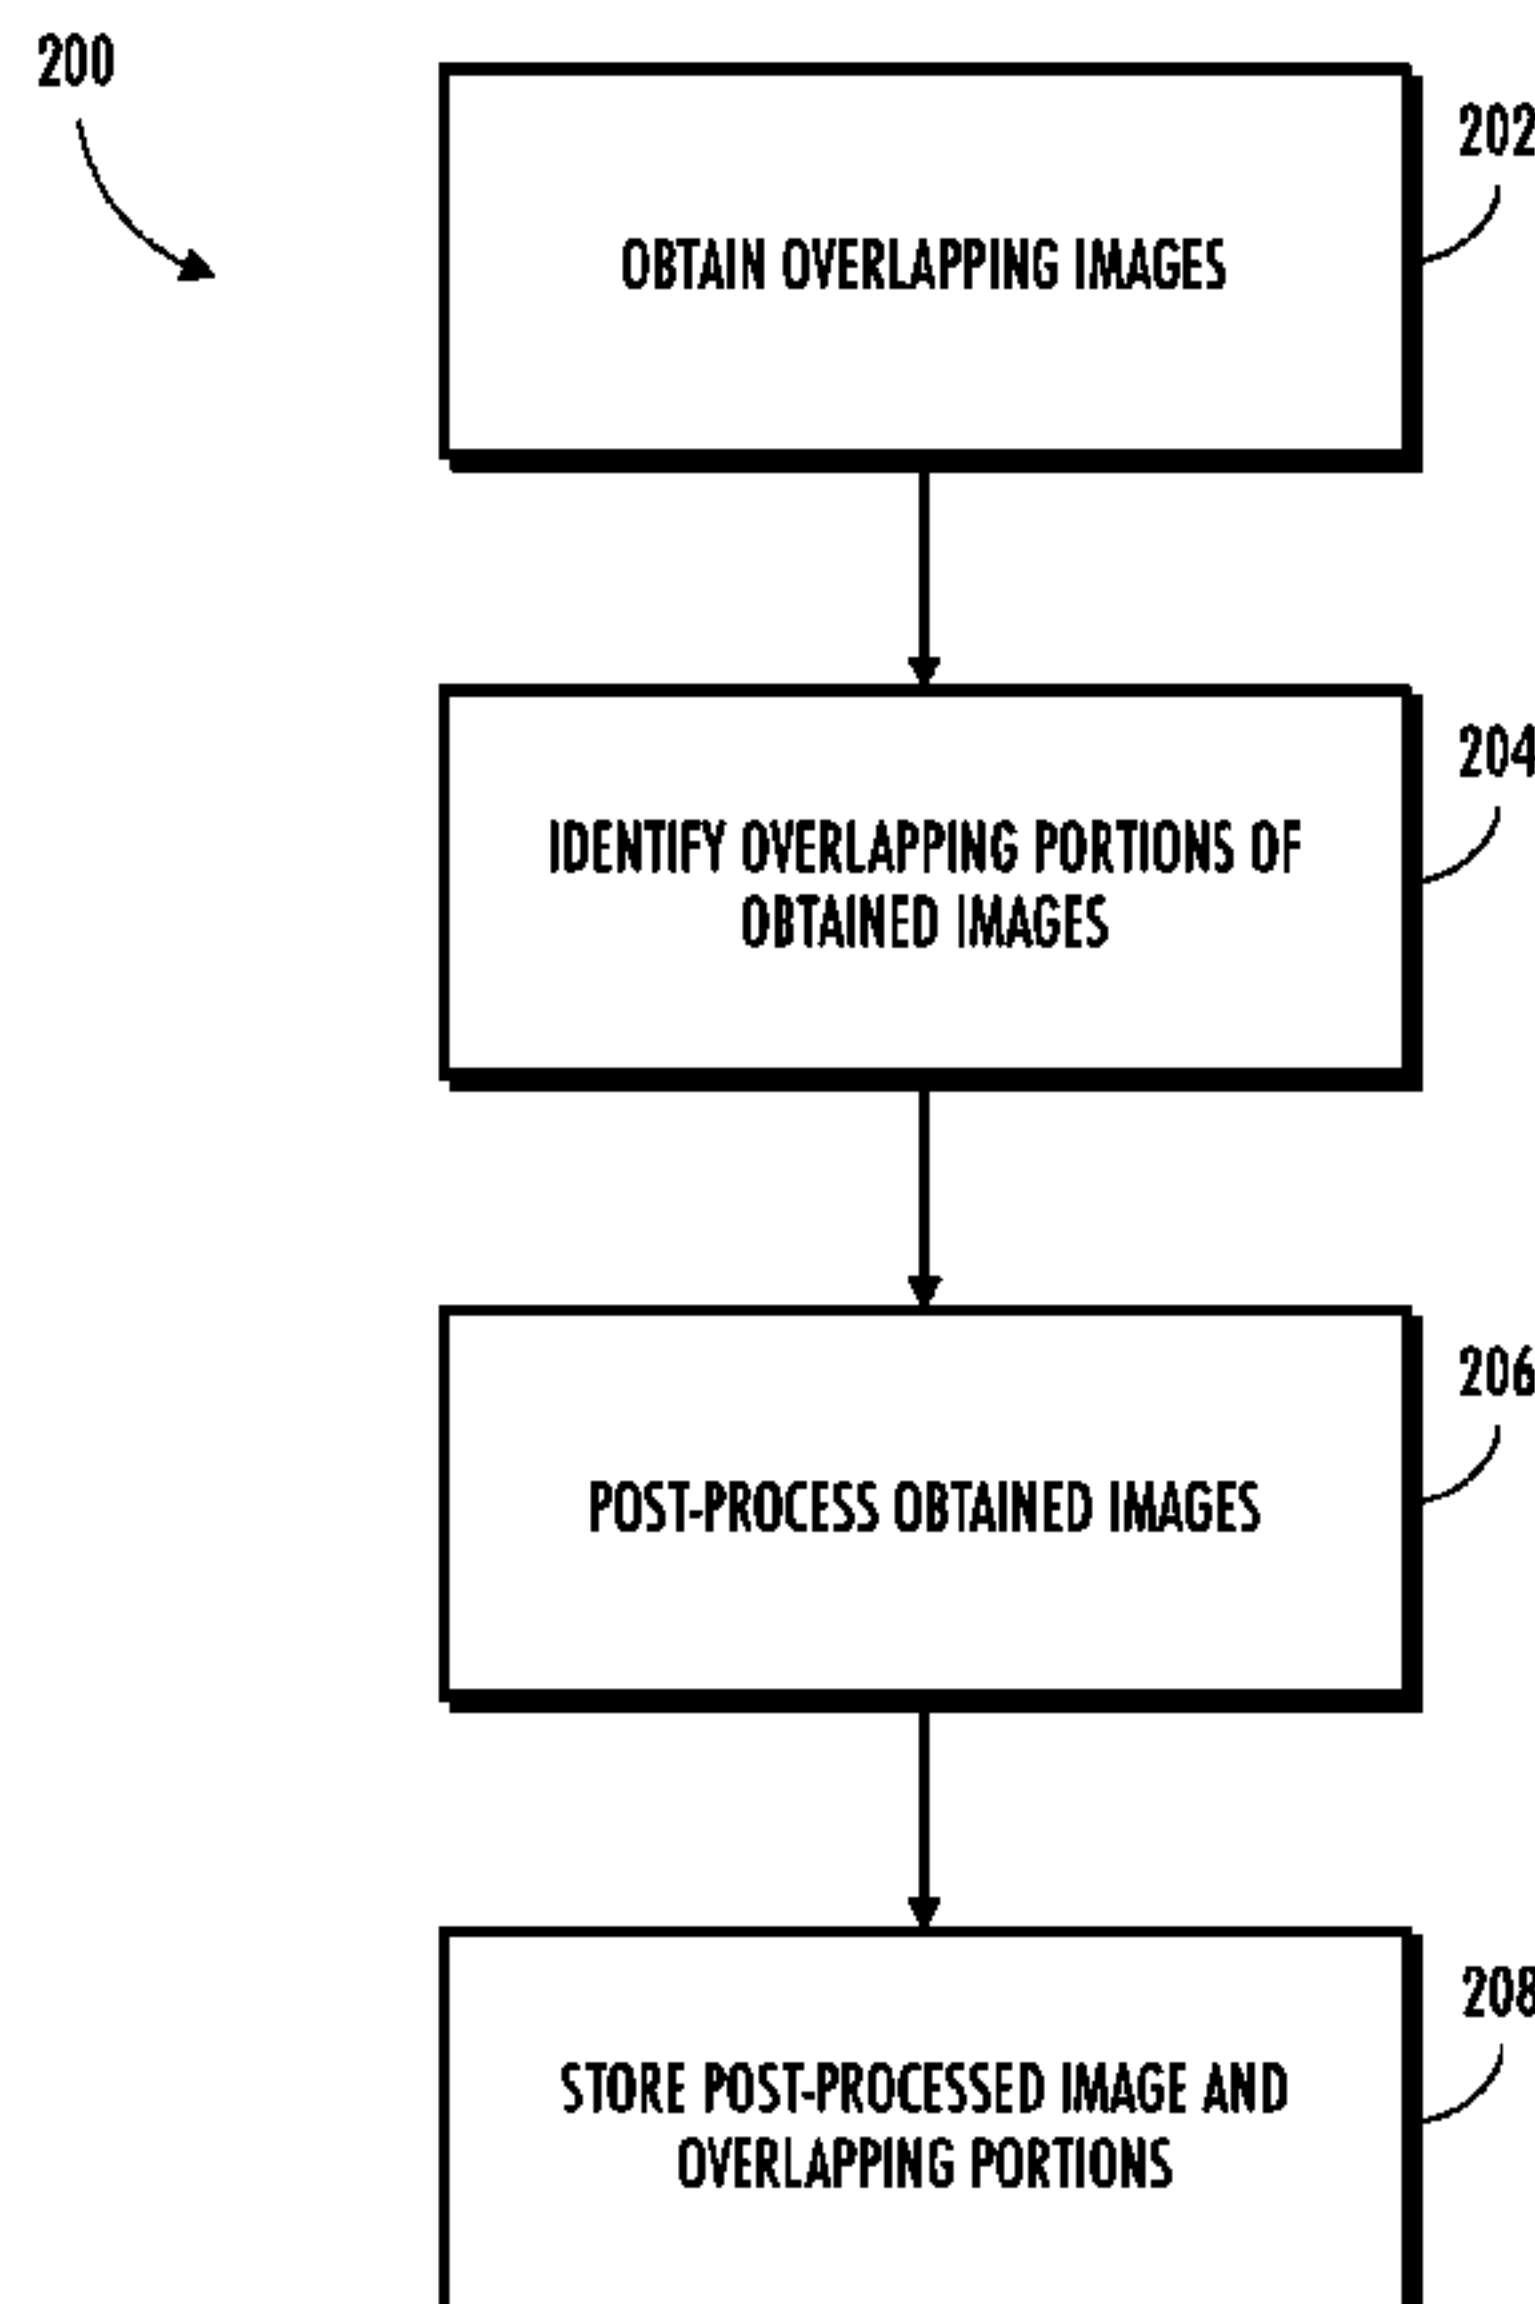 200
202
OBTAIN OVERLAPPING IMAGES
204
IDENTIFY OVERLAPPING PORTIONS OF
OBTAINED IMAGES
206
POST-PROCESS OBTAINED IMAGES
208
STORE POST-PROCESSED IMAGE AND
OVERLAPPING PORTIONS